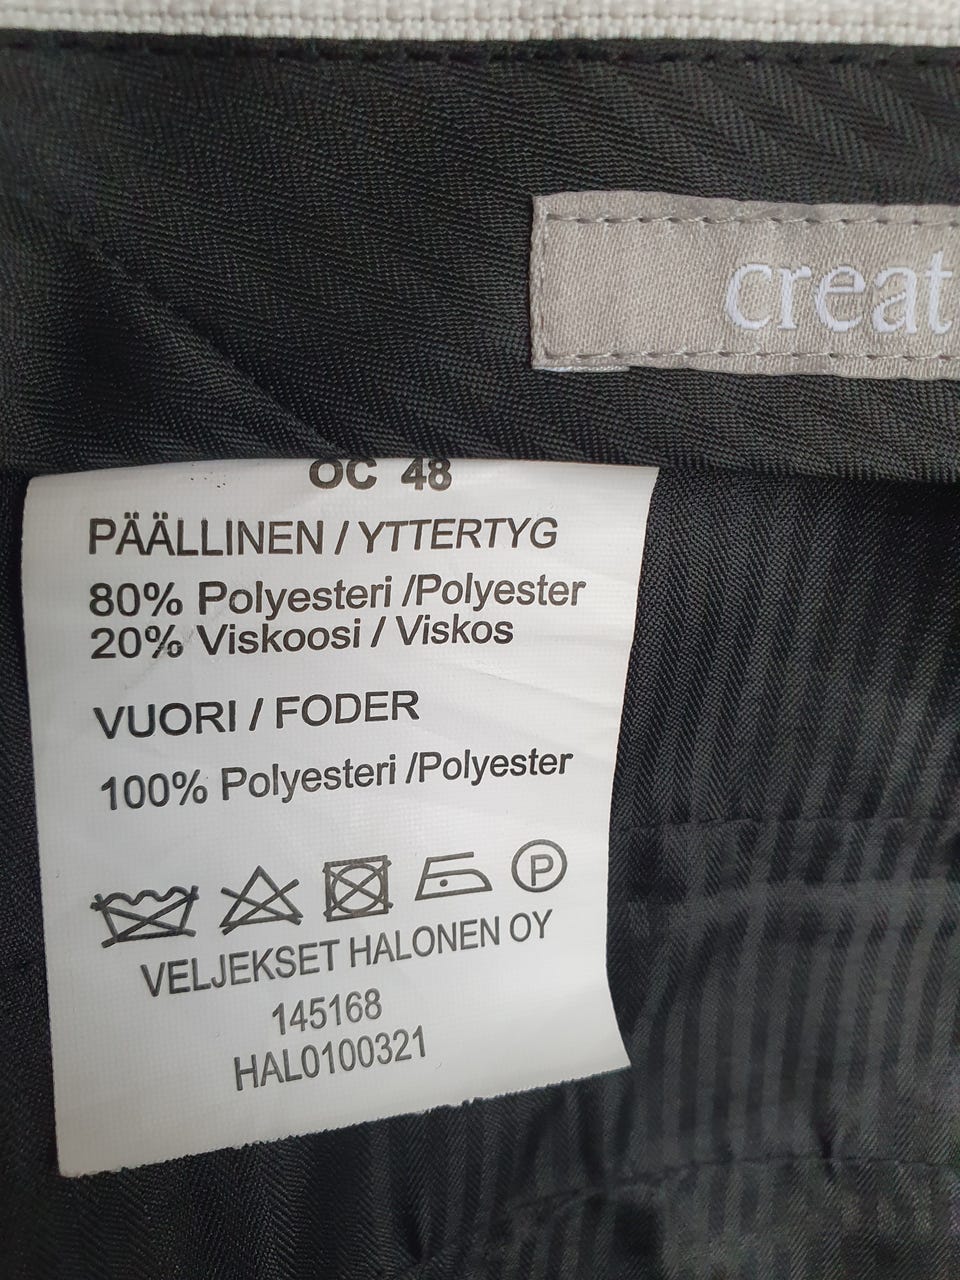 creat
OC 48
PÄÄLLINEN / YTTERTYG
80% Polyesteri /Polyester
20% Viskoosi / Viskos
VUORI / FODER
100% Polyesteri /Polyester
P
VELJEKSET HALONEN OY
145168
HAL0100321